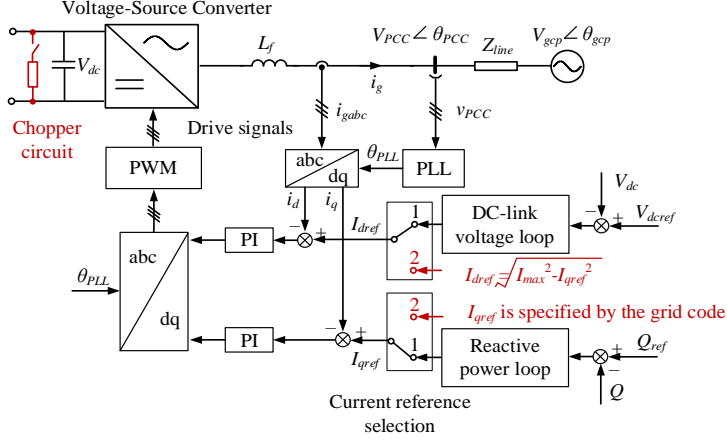 Voltage-Source Converter
V_dc
L_f
V_PCC∠ θ_PCC
Z_line
V_gcp∠ θ_gcp
i_g
Chopper
circuit
Drive signals
i_gabc
v_PCC
PWM
abc
dq
θ_PLL
PLL
i_d
i_q
V_dc
abc
dq
θ_PLL
PI
− +
I_dref
1
2
DC-link
voltage loop
− +
V_dcref
I_dref = √I_max² - I_qref²
2
I_qref is specified by the grid code
PI
− +
I_qref
1
Reactive
power loop
+
−
Q_ref
Q
Current reference
selection